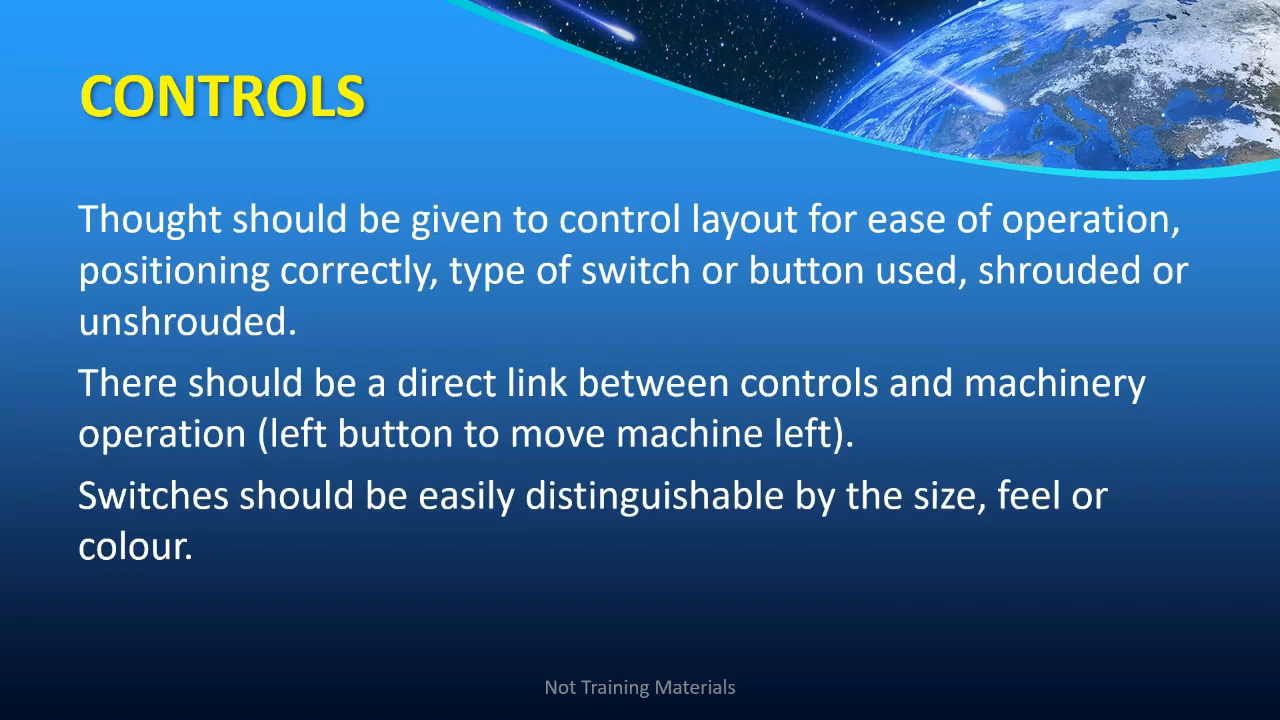 CONTROLS
Thought should be given to control layout for ease of operation,
positioning correctly, type of switch or button used, shrouded or
unshrouded.
There should be a direct link between controls and machinery
operation (left button to move machine left).
Switches should be easily distinguishable by the size, feel or
colour.
Not Training Materials